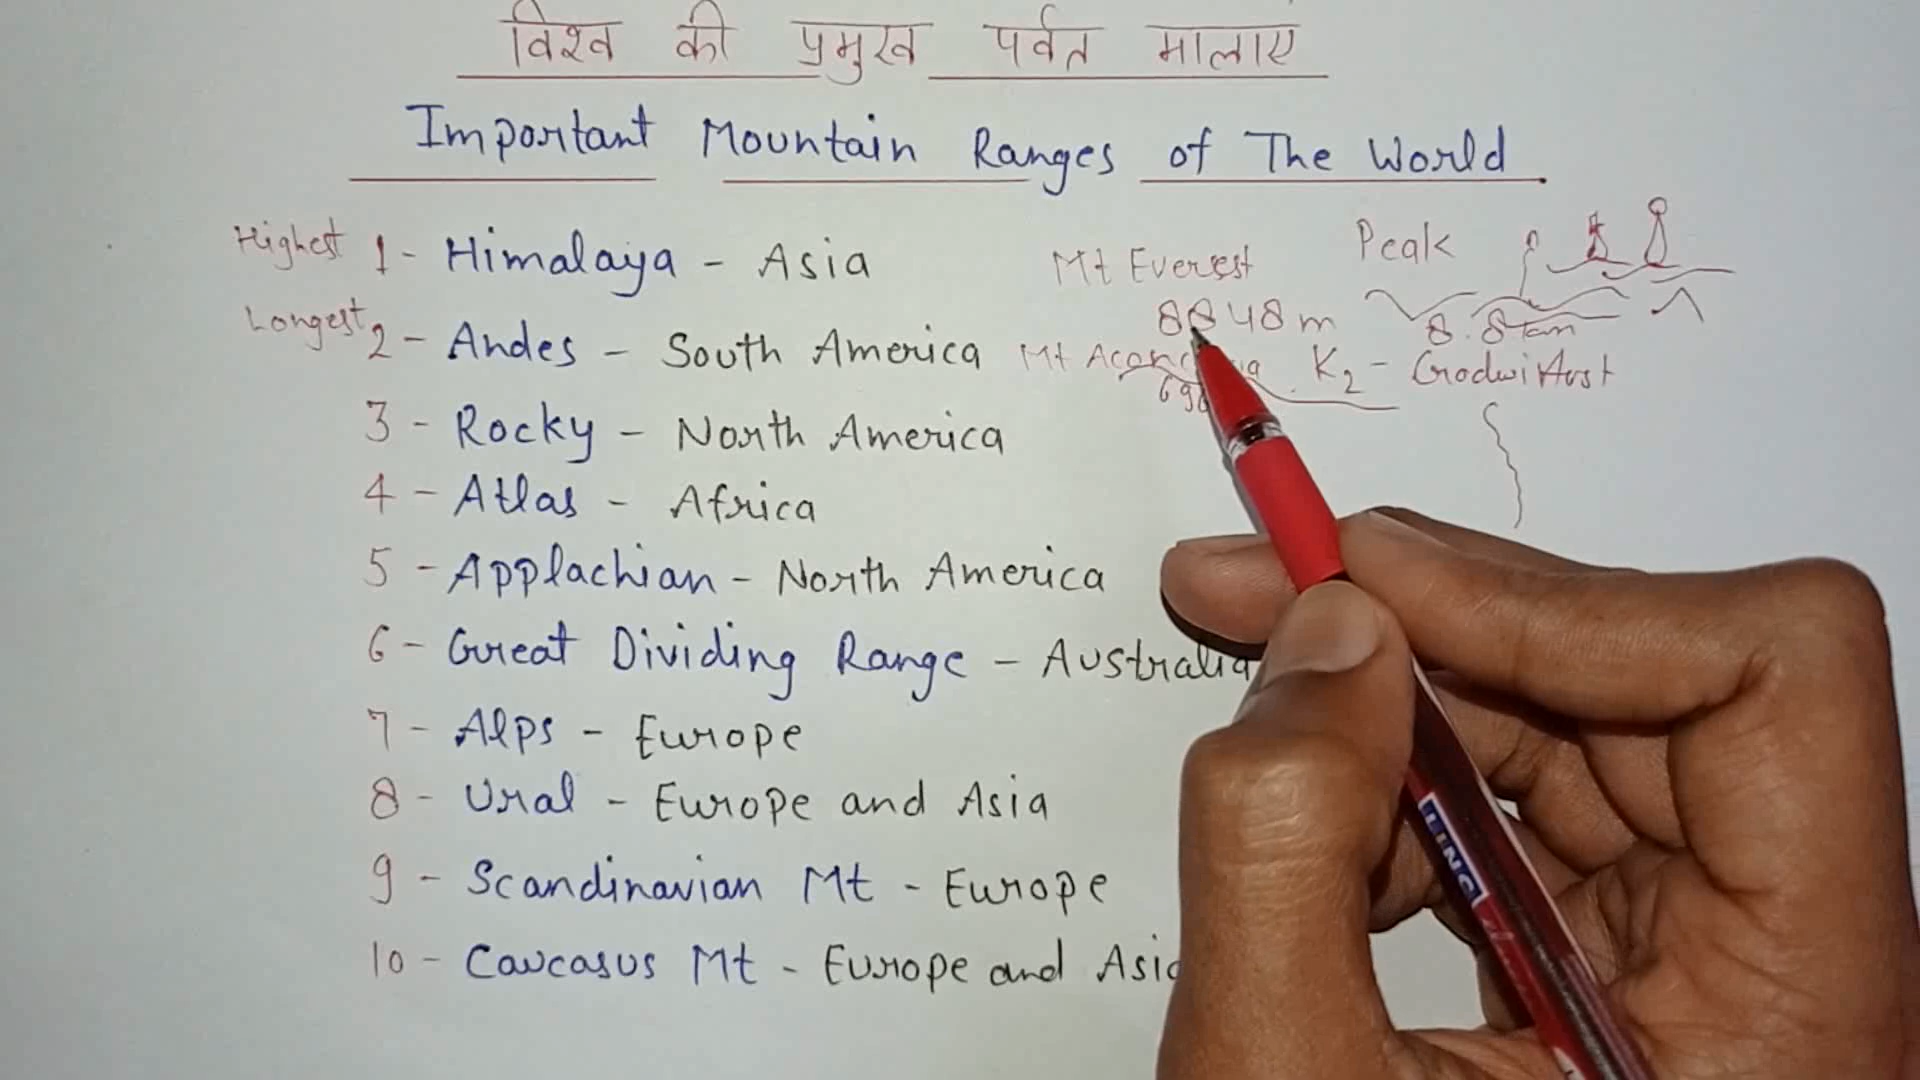 विश्व की प्रमुख पर्वत मालाएं
Important Mountain Ranges of The World
Highest 1- Himalaya - Asia Mt Everest Peak
8848 m 8.8 km
Longest 2- Andes - South America Mt K2 - Godwin Aust
3 - Rocky - North America
4 - Atlas - Africa
5 - Applachian - North America
6 - Great Dividing Range - Australia
7 - Alps - Europe
8 - Ural - Europe and Asia
9 - Scandinavian Mt - Europe
10 - Caucasus Mt - Europe and Asia
LINC